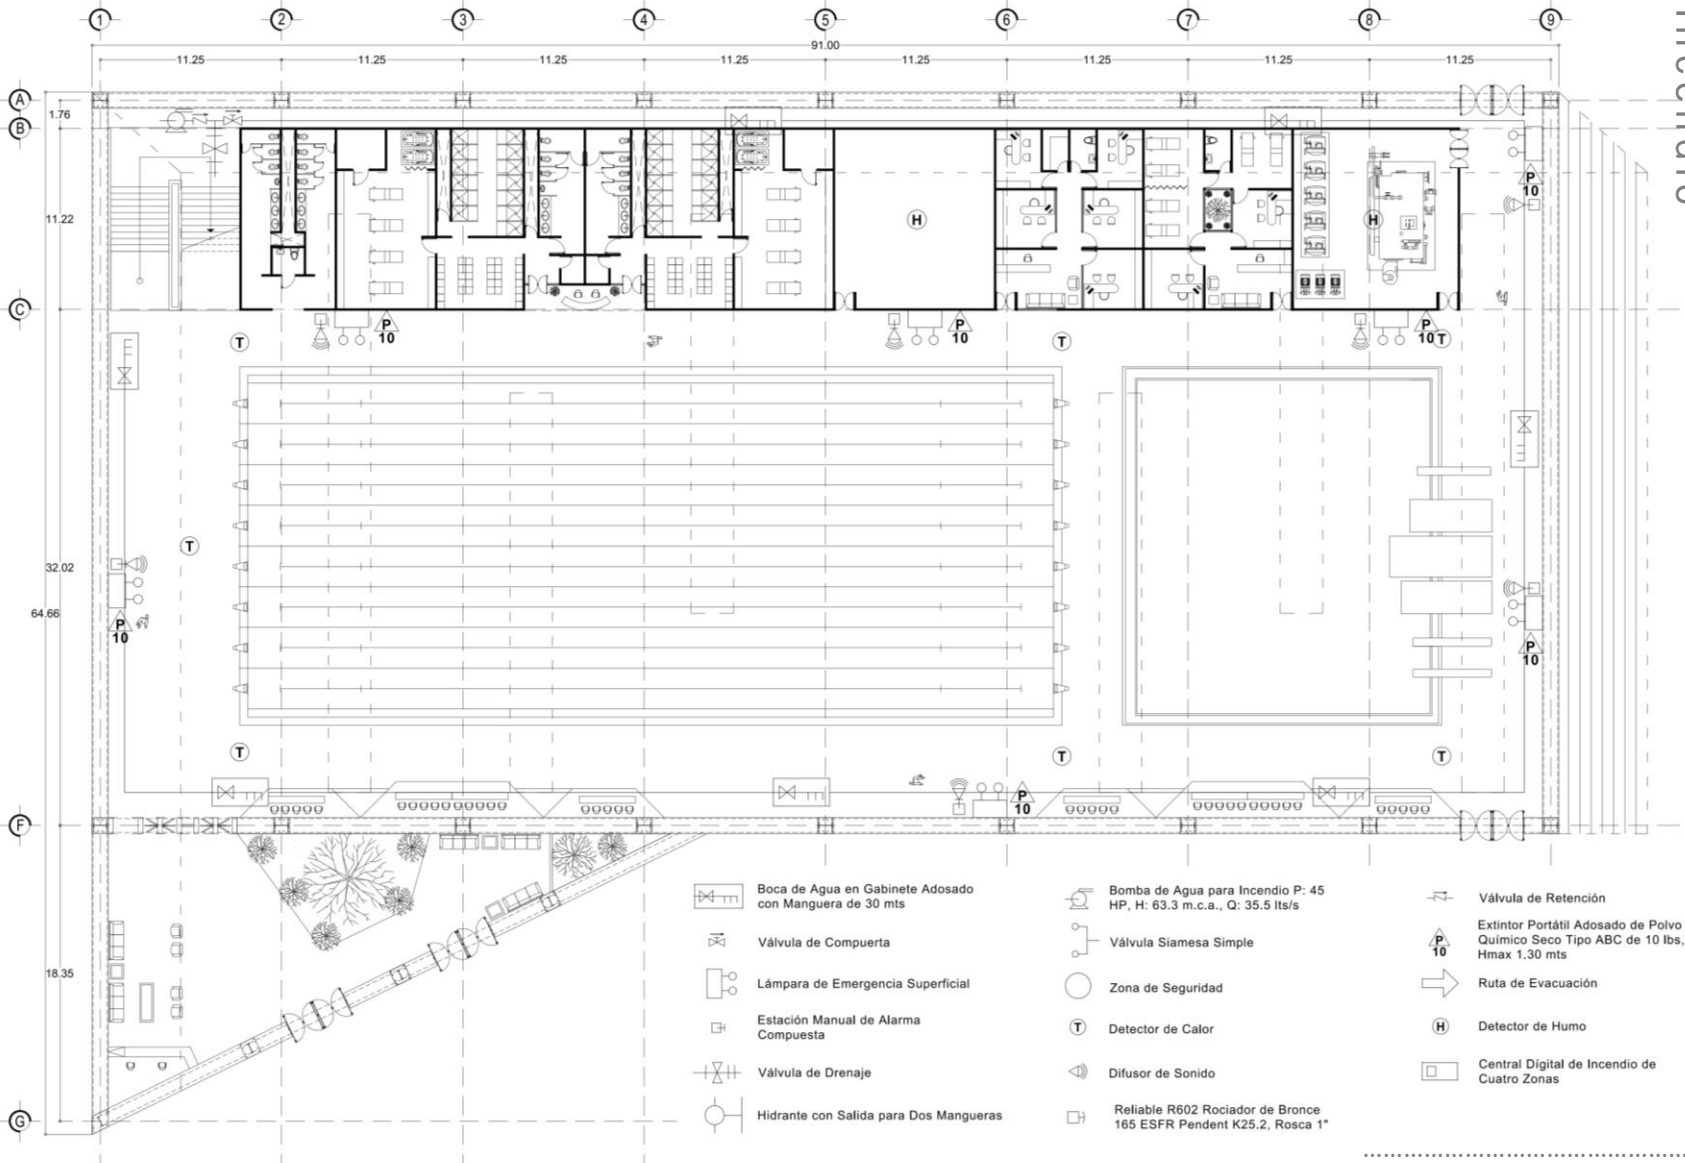 1 2 3 4 5 6 7 8 9
91.00
11.25 11.25 11.25 11.25 11.25 11.25 11.25 11.25
A
1.76
B
11.22
C
32.02
64.66
F
18.35
G
H
H
P
10
T
P
10
P
10
T
P
10
T
T
P
10
P
10
T
T
T
P
10
Boca de Agua en Gabinete Adosado
con Manguera de 30 mts
Válvula de Compuerta
Lámpara de Emergencia Superficial
Estación Manual de Alarma
Compuesta
Válvula de Drenaje
Hidrante con Salida para Dos Mangueras
Bomba de Agua para Incendio P: 45
HP, H: 63.3 m.c.a., Q: 35.5 lts/s
Válvula Siamesa Simple
Zona de Seguridad
T
Detector de Calor
Difusor de Sonido
Reliable R602 Rociador de Bronce
165 ESFR Pendent K25.2, Rosca 1"
Válvula de Retención
P
10
Extintor Portátil Adosado de Polvo
Químico Seco Tipo ABC de 10 lbs,
Hmax 1.30 mts
Ruta de Evacuación
H
Detector de Humo
Central Digital de Incendio de
Cuatro Zonas